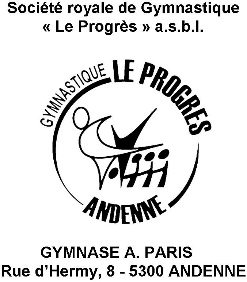 Société royale de Gymnastique
« Le Progrès » a.s.b.l.
GYMNASTIQUE
LE PROGRES
ANDENNE
GYMNASE A. PARIS
Rue d'Hermy, 8 - 5300 ANDENNE